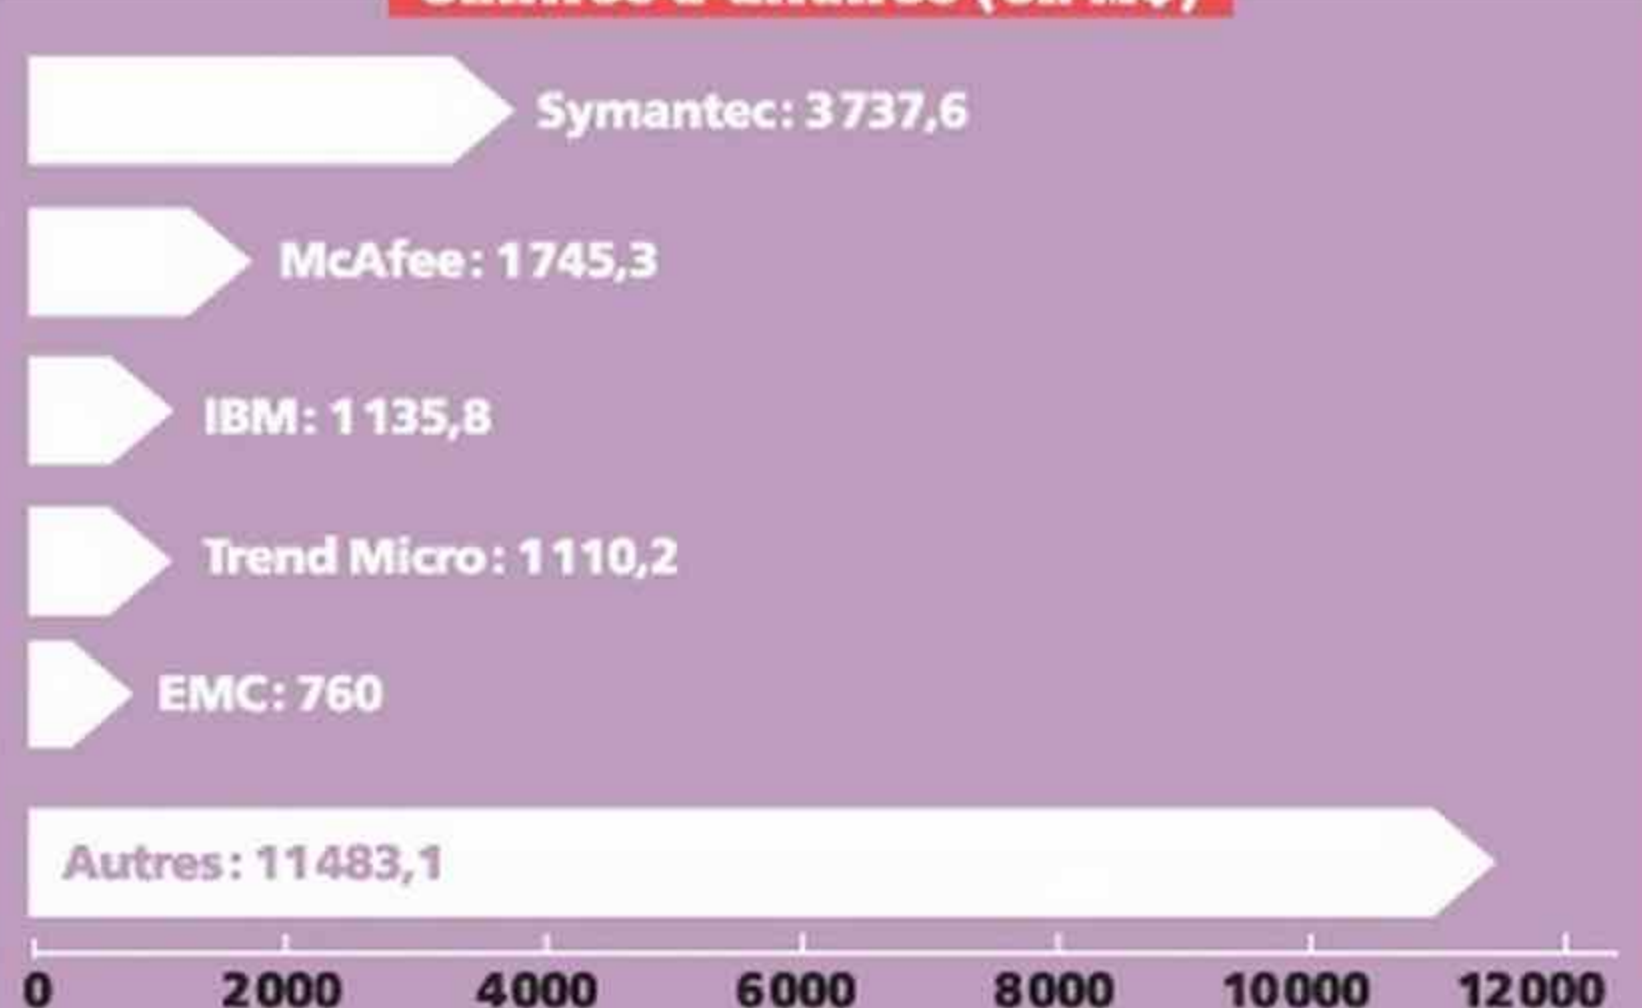 Symantec: 3737,6
McAfee: 1745,3
IBM: 1135,8
Trend Micro: 1110,2
EMC: 760
Autres: 11483,1
0 2000 4000 6000 8000 10000 12000